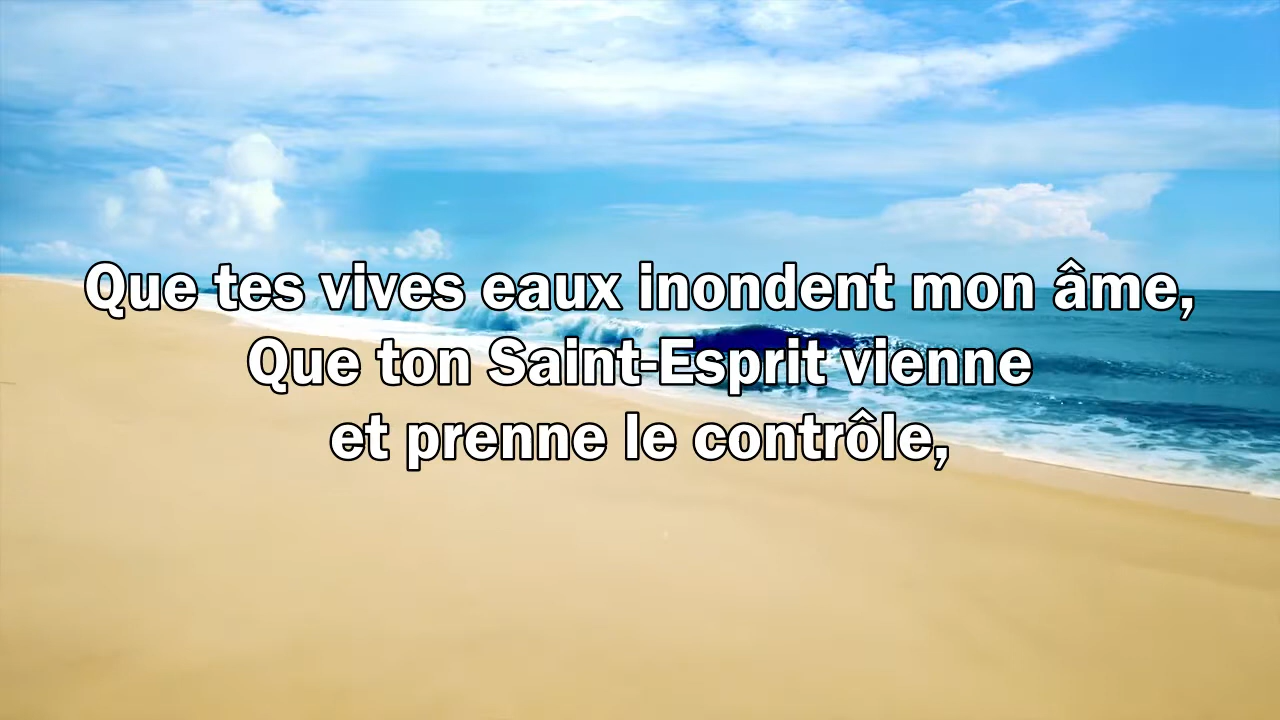 Que tes vives eaux inondent mon âme,
Que ton Saint-Esprit vienne
et prenne le contrôle,